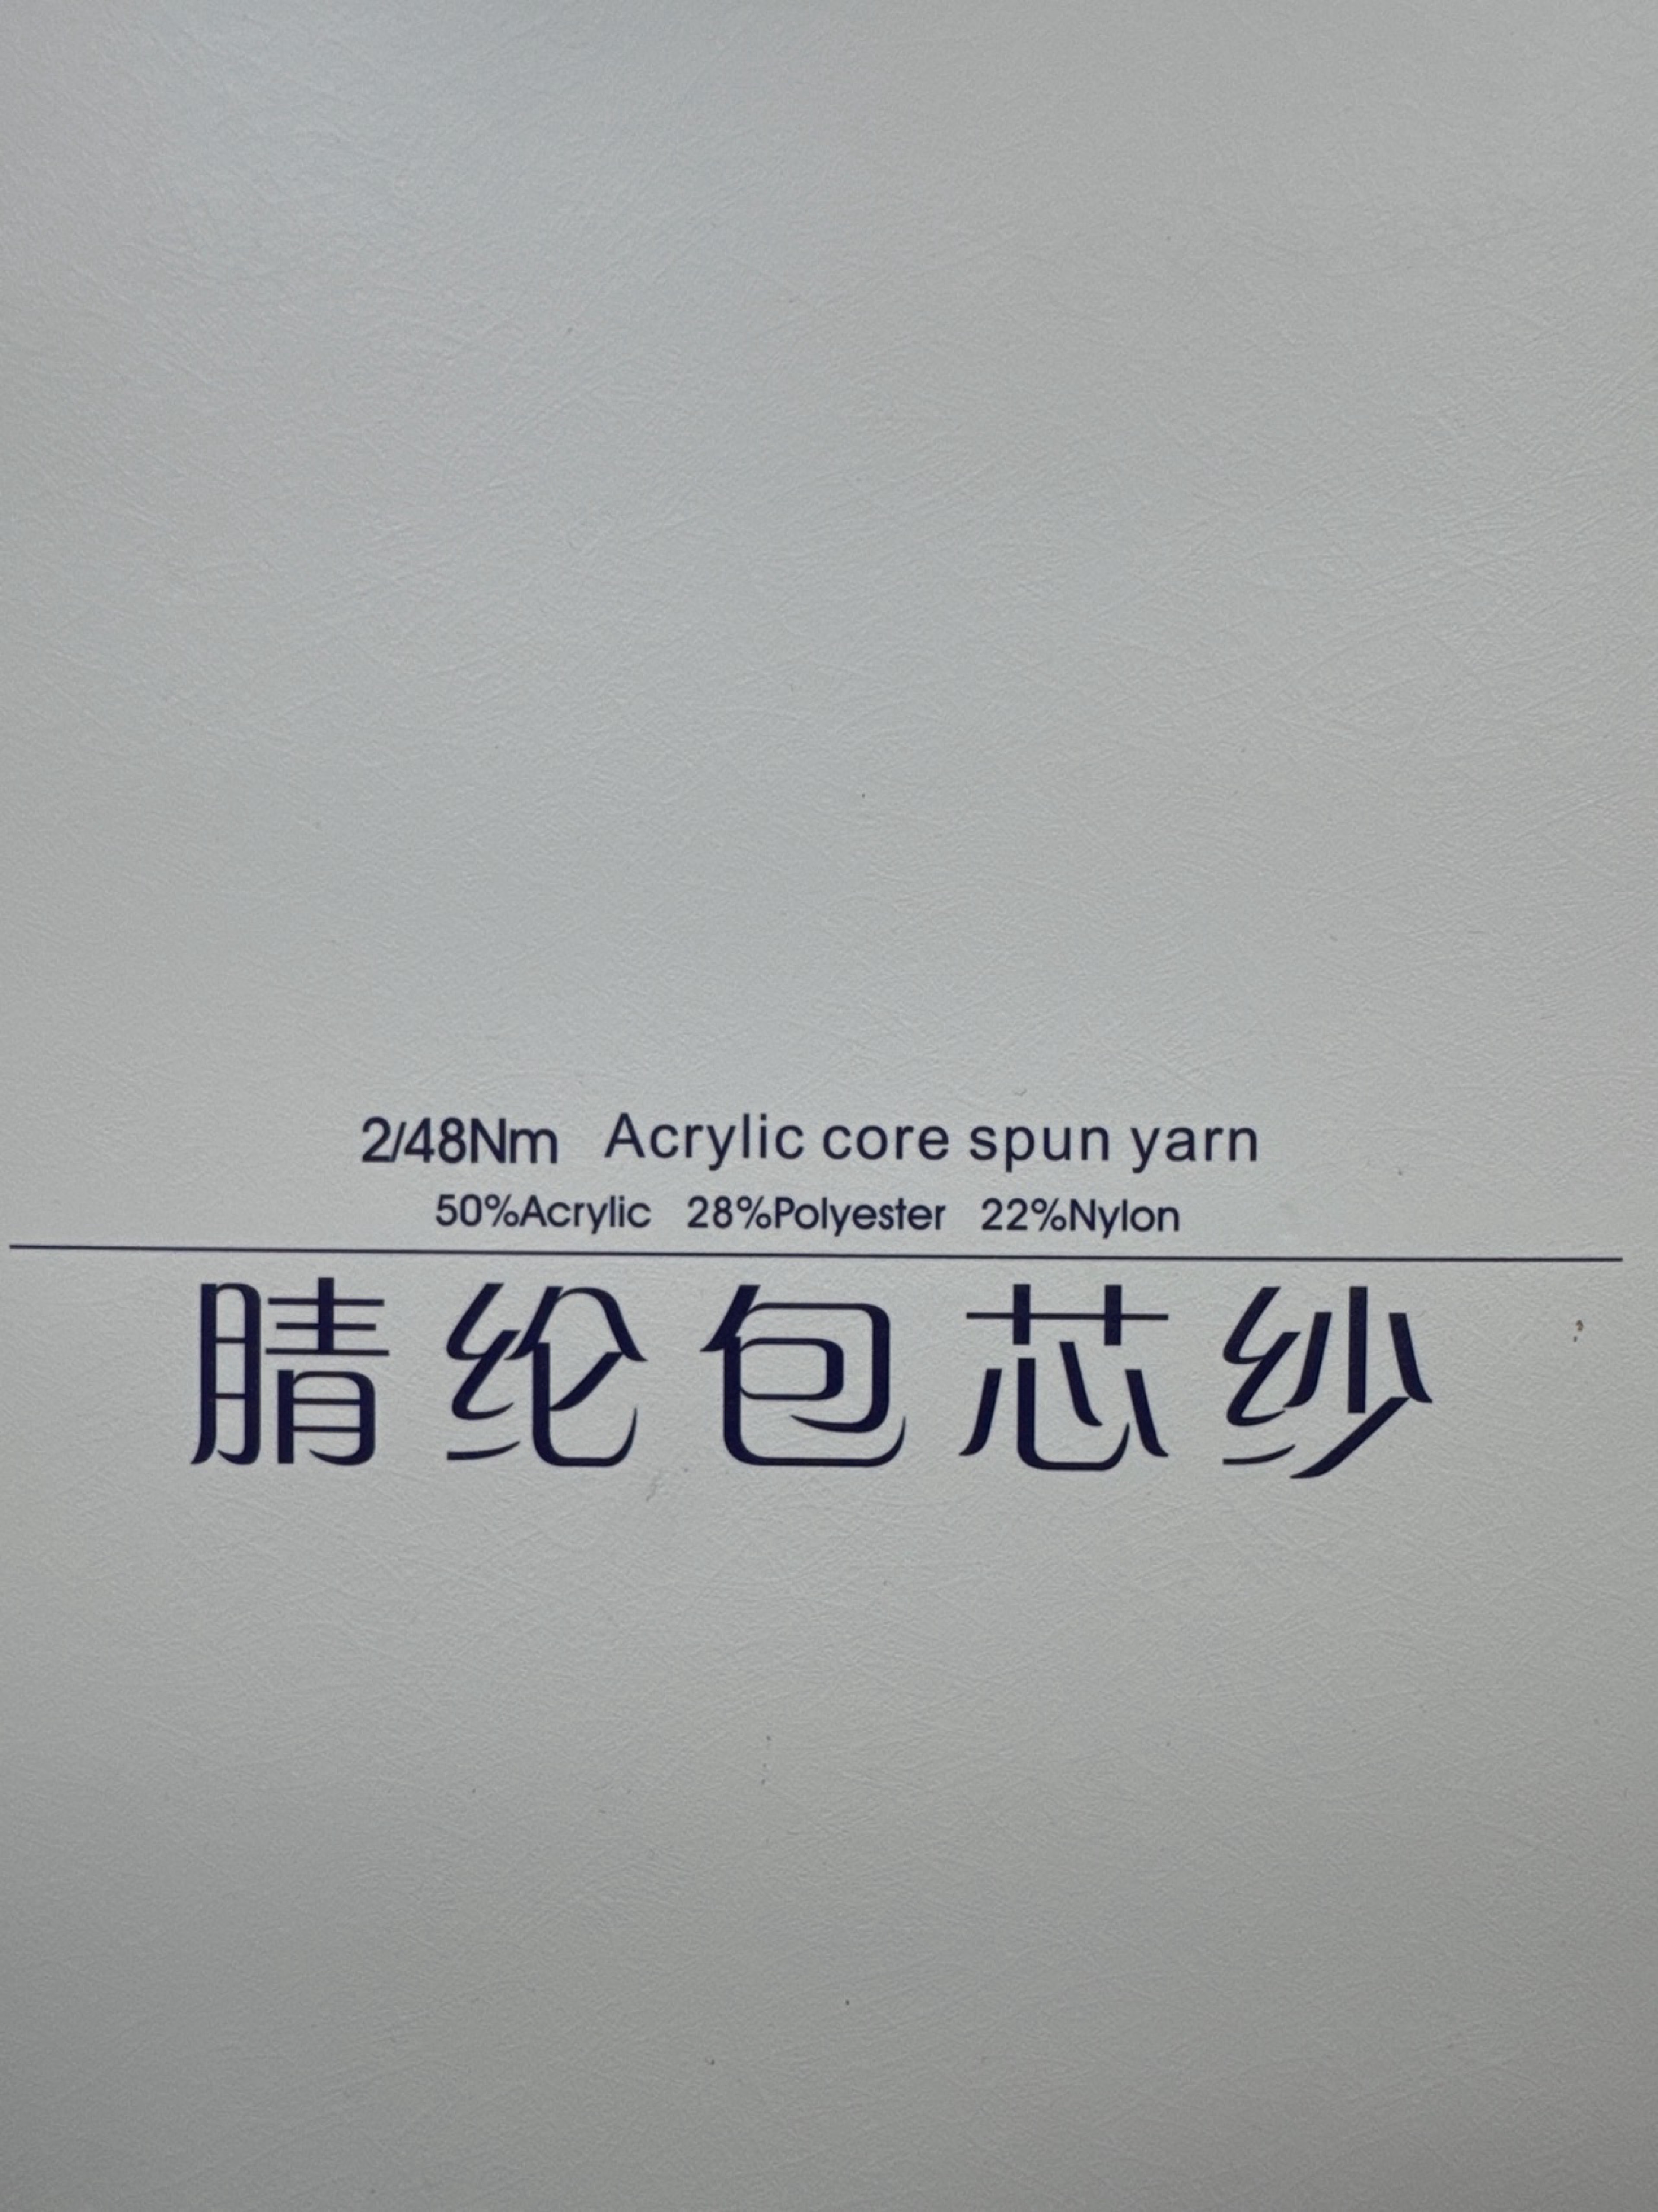 2/48Nm Acrylic core spun yarn
50%Acrylic 28%Polyester 22%Nylon
腈纶包芯纱